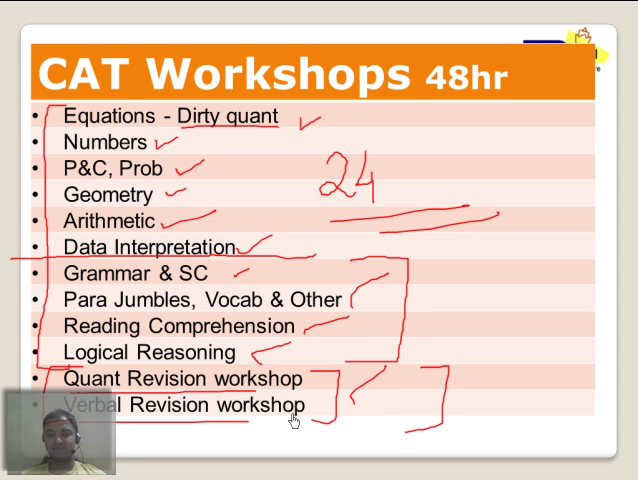 CAT Workshops 48hr
• Equations - Dirty quant
• Numbers
• P&C, Prob
• Geometry
• Arithmetic
• Data Interpretation
• Grammar & SC
• Para Jumbles, Vocab & Other
• Reading Comprehension
• Logical Reasoning
• Quant Revision workshop
• Verbal Revision workshop
24